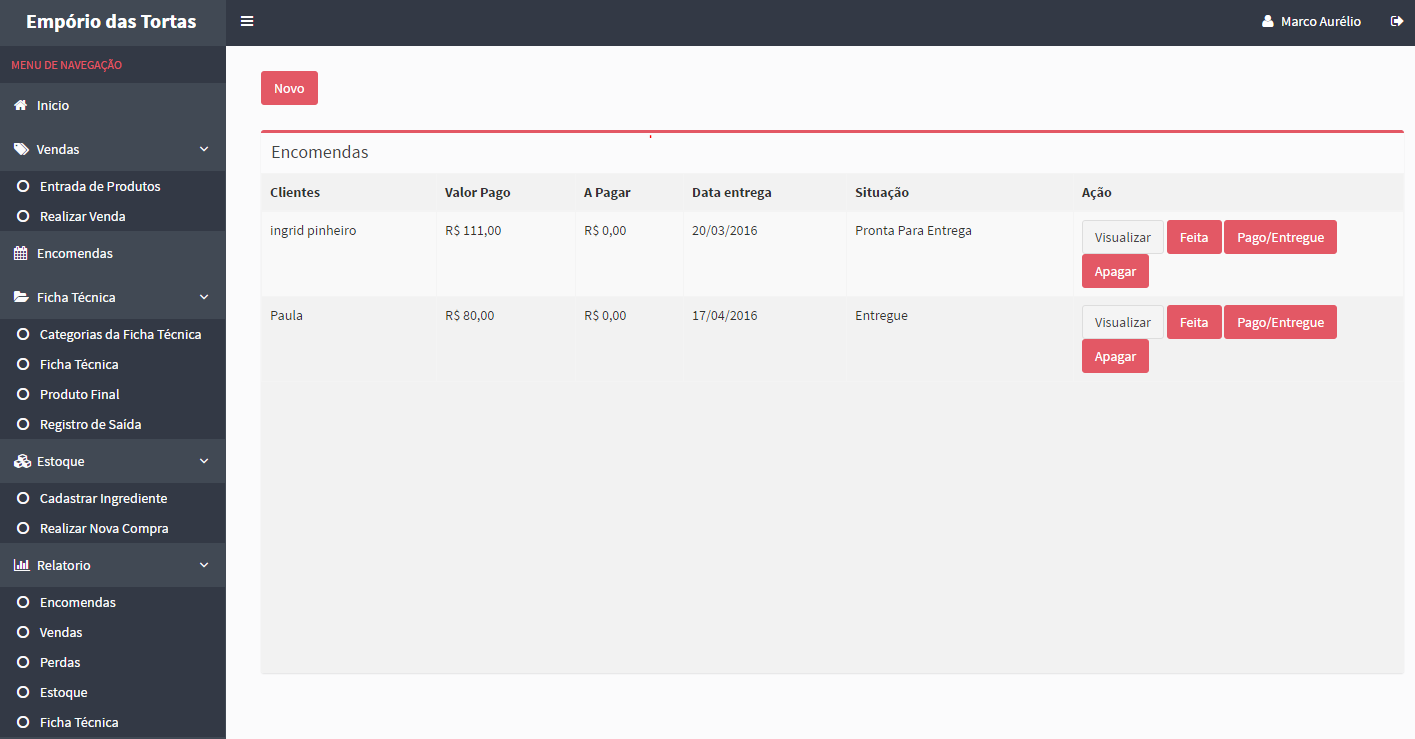 Empório das Tortas
Marco Aurélio
MENU DE NAVEGAÇÃO
Inicio
Vendas
Entrada de Produtos
Realizar Venda
Encomendas
Ficha Técnica
Categorias da Ficha Técnica
Ficha Técnica
Produto Final
Registro de Saída
Estoque
Cadastrar Ingrediente
Realizar Nova Compra
Relatorio
Encomendas
Vendas
Perdas
Estoque
Ficha Técnica
Novo
Encomendas
Clientes Valor Pago A Pagar Data entrega Situação Ação
ingrid pinheiro R$ 111,00 R$ 0,00 20/03/2016 Pronta Para Entrega Visualizar Feita Pago/Entregue
Apagar
Paula R$ 80,00 R$ 0,00 17/04/2016 Entregue Visualizar Feita Pago/Entregue
Apagar